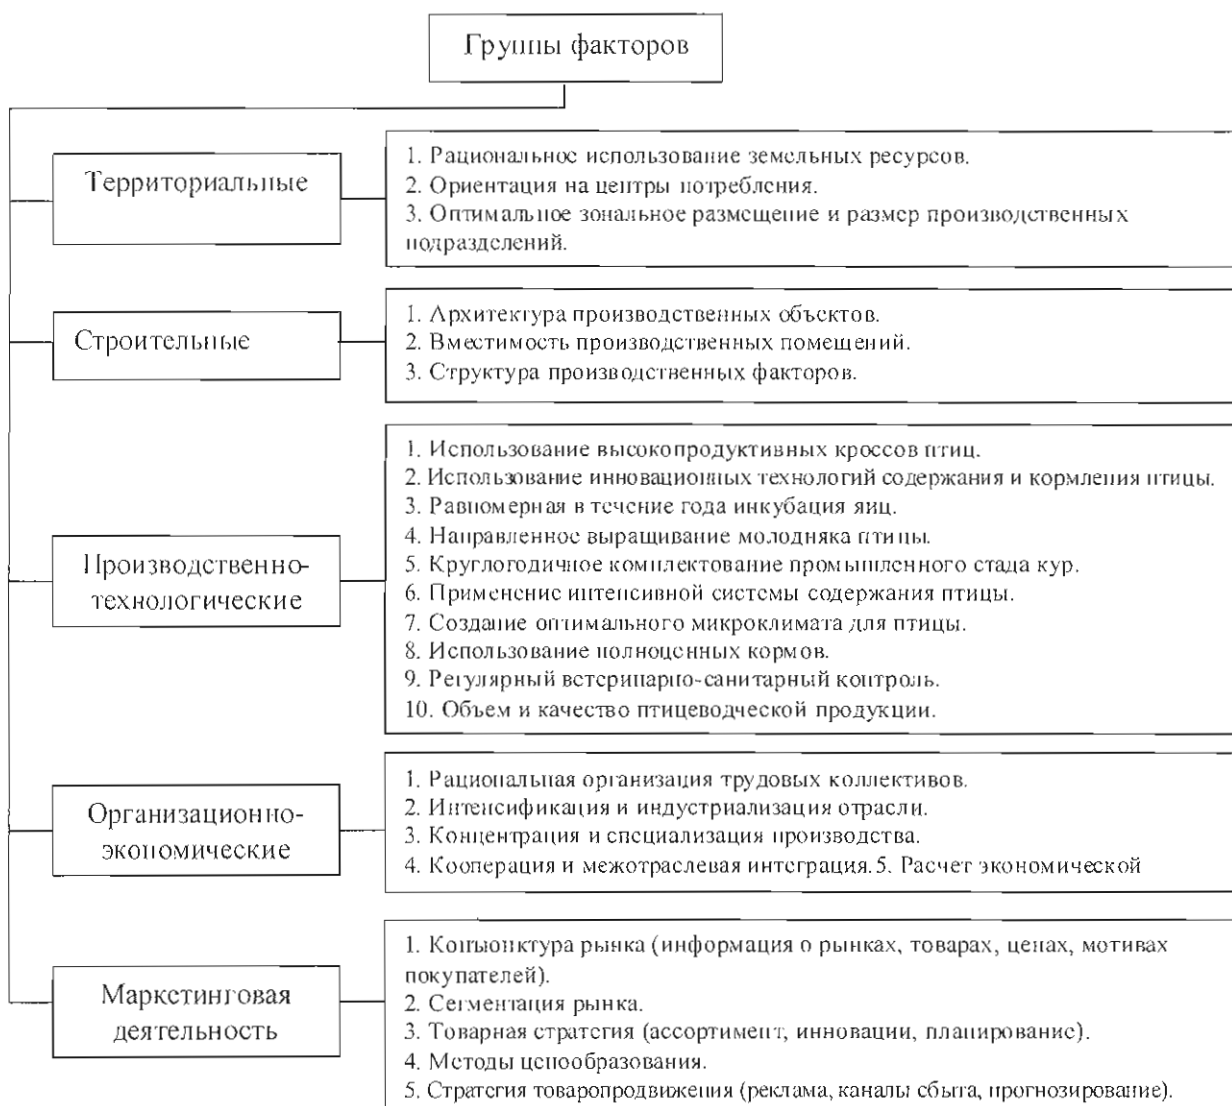 Группы факторов
Территориальные
1. Рациональное использование земельных ресурсов.
2. Ориентация на центры потребления.
3. Оптимальное зональное размещение и размер производственных
подразделений.
Строительные
1. Архитектура производственных объектов.
2. Вместимость производственных помещений.
3. Структура производственных факторов.
Производственно-
технологические
1. Использование высокопродуктивных кроссов птиц.
2. Использование инновационных технологий содержания и кормления птицы.
3. Равномерная в течение года инкубация яиц.
4. Направленное выращивание молодняка птицы.
5. Круглогодичное комплектование промышленного стада кур.
6. Применение интенсивной системы содержания птицы.
7. Создание оптимального микроклимата для птицы.
8. Использование полноценных кормов.
9. Регулярный ветеринарно-санитарный контроль.
10. Объем и качество птицеводческой продукции.
Организационно-
экономические
1. Рациональная организация трудовых коллективов.
2. Интенсификация и индустриализация отрасли.
3. Концентрация и специализация производства.
4. Кооперация и межотраслевая интеграция. 5. Расчет экономической
Маркетинговая
деятельность
1. Конъюнктура рынка (информация о рынках, товарах, ценах, мотивах
покупателей).
2. Сегментация рынка.
3. Товарная стратегия (ассортимент, инновации, планирование).
4. Методы ценообразования.
5. Стратегия товаропродвижения (реклама, каналы сбыта, прогнозирование).